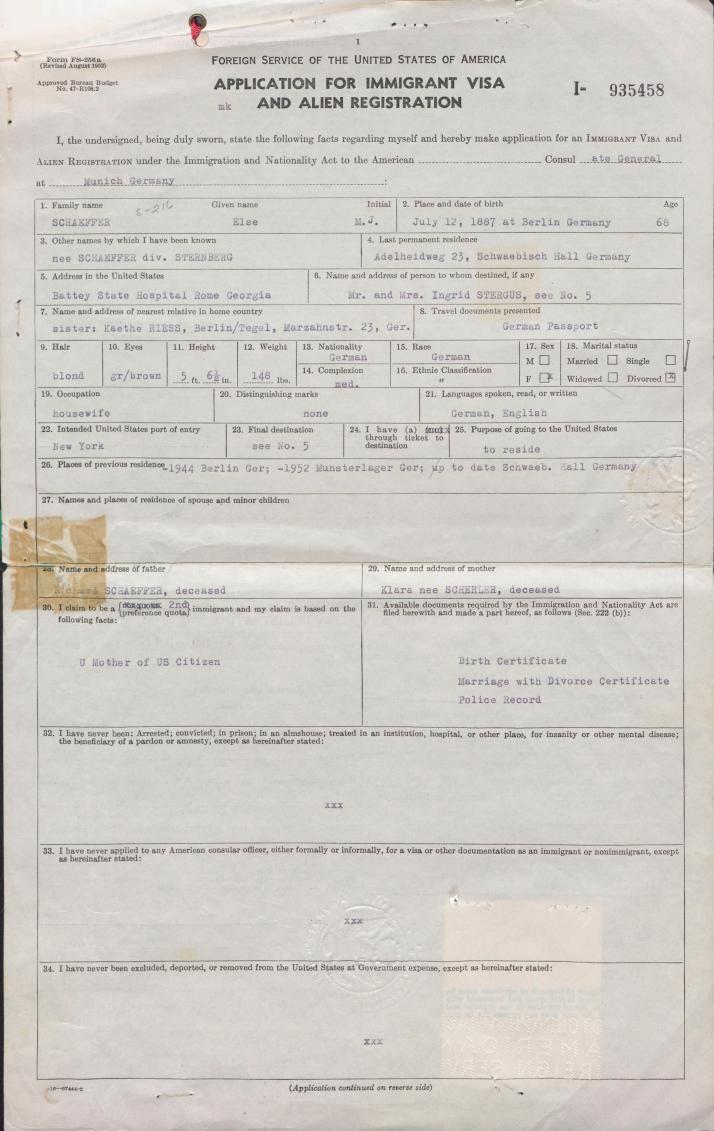 1
Form FS-256a
(Revised August 1952)
Approved Bureau Budget
No. 47-R108.2
FOREIGN SERVICE OF THE UNITED STATES OF AMERICA
APPLICATION FOR IMMIGRANT VISA
AND ALIEN REGISTRATION
mk
I- 935458
I, the undersigned, being duly sworn, state the following facts regarding myself and hereby make application for an IMMIGRANT VISA and
ALIEN REGISTRATION under the Immigration and Nationality Act to the American Consul ate General
at Munich Germany :
1. Family name Given name Initial 2. Place and date of birth Age
5-216
SCHAEFFER Else M.J. July 12, 1887 at Berlin Germany 68
3. Other names by which I have been known 4. Last permanent residence
nee SCHAEFFER div. STERNBERG Adelheidweg 23, Schwaebisch Hall Germany
5. Address in the United States 6. Name and address of person to whom destined, if any
Battey State Hospital Rome Georgia Mr. and Mrs. Ingrid STERGUS, see No. 5
7. Name and address of nearest relative in home country 8. Travel documents presented
sister: Kaethe RIESS, Berlin/Tegel, Marzahnstr. 23, Ger. German Passport
9. Hair 10. Eyes 11. Height 12. Weight 13. Nationality 15. Race 17. Sex 18. Marital status
German German M Married Single
14. Complexion 16. Ethnic Classification
blond gr/brown 5 ft. 6½ in. 148 lbs. med. " F x Widowed Divorced x
19. Occupation 20. Distinguishing marks 21. Languages spoken, read, or written
housewife none German, English
22. Intended United States port of entry 23. Final destination 24. I have (a) (not) through ticket to destination 25. Purpose of going to the United States
New York see No. 5 to reside
26. Places of previous residence -1944 Berlin Ger; -1952 Munsterlager Ger; up to date Schwaeb. Hall Germany
27. Names and places of residence of spouse and minor children
28. Name and address of father 29. Name and address of mother
Richard SCHAEFFER, deceased Klara nee SCHERLER, deceased
30. I claim to be a (nonquota 2nd preference quota) immigrant and my claim is based on the
following facts:
31. Available documents required by the Immigration and Nationality Act are
filed herewith and made a part hereof, as follows (Sec. 222 (b)):
U Mother of US Citizen
Birth Certificate
Marriage with Divorce Certificate
Police Record
32. I have never been: Arrested; convicted; in prison; in an almshouse; treated in an institution, hospital, or other place, for insanity or other mental disease;
the beneficiary of a pardon or amnesty, except as hereinafter stated:
xxx
33. I have never applied to any American consular officer, either formally or informally, for a visa or other documentation as an immigrant or nonimmigrant, except
as hereinafter stated:
xxx
34. I have never been excluded, deported, or removed from the United States at Government expense, except as hereinafter stated:
xxx
(Application continued on reverse side)